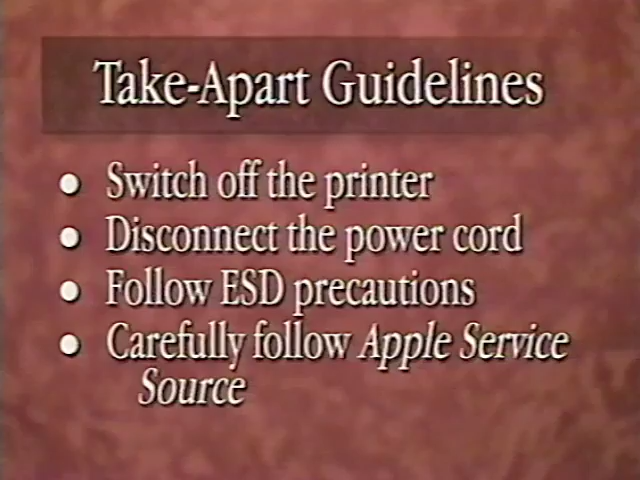 Take-Apart Guidelines
● Switch off the printer
● Disconnect the power cord
● Follow ESD precautions
● Carefully follow Apple Service
Source